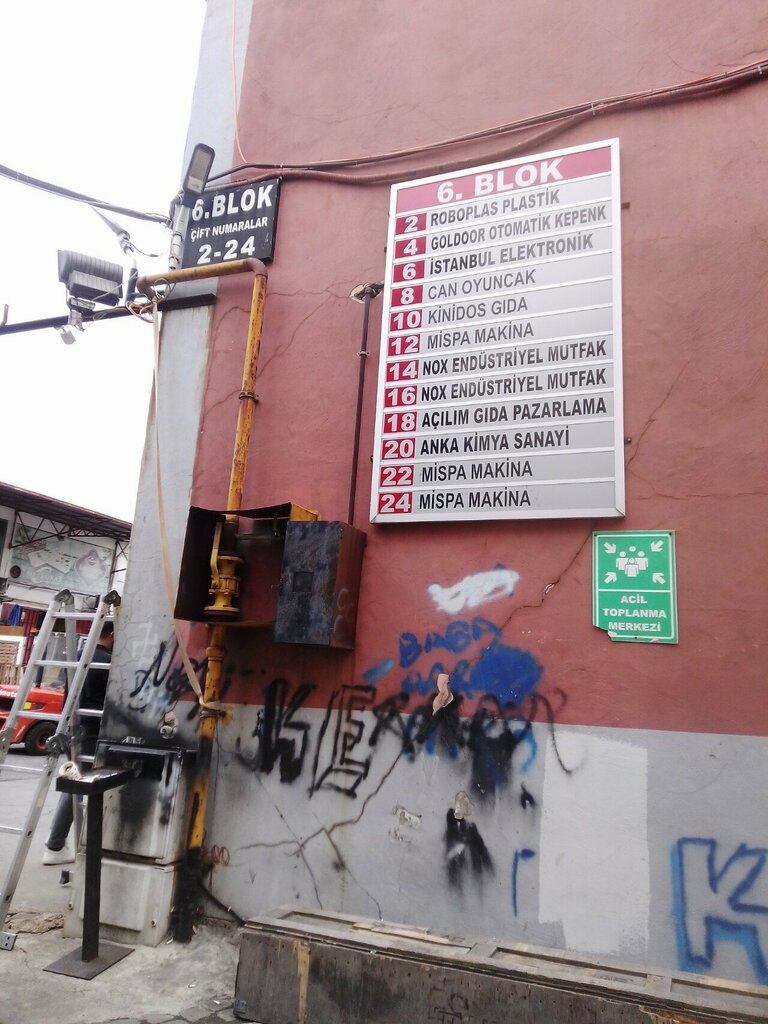 6.BLOK
ÇİFT NUMARALAR
2-24
6. BLOK
2 ROBOPLAS PLASTİK
4 GOLDOOR OTOMATİK KEPENK
6 İSTANBUL ELEKTRONİK
8 CAN OYUNCAK
10 KİNİDOS GIDA
12 MİSPA MAKİNA
14 NOX ENDÜSTRİYEL MUTFAK
16 NOX ENDÜSTRİYEL MUTFAK
18 AÇILIM GIDA PAZARLAMA
20 ANKA KİMYA SANAYİ
22 MİSPA MAKİNA
24 MİSPA MAKİNA
ACİL
TOPLANMA
MERKEZİ